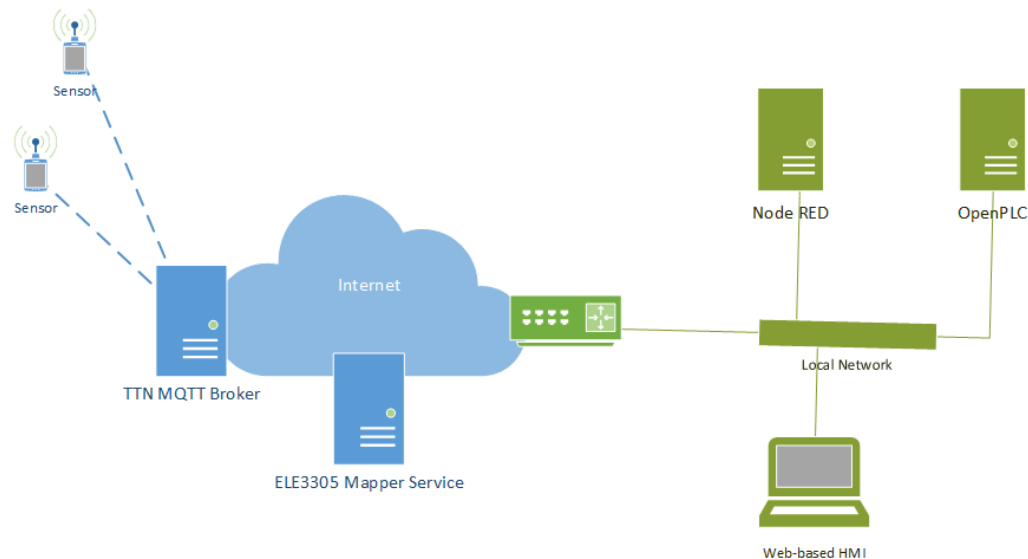 Sensor
Sensor
Node RED
OpenPLC
Internet
Local Network
TTN MQTT Broker
ELE3305 Mapper Service
Web-based HMI